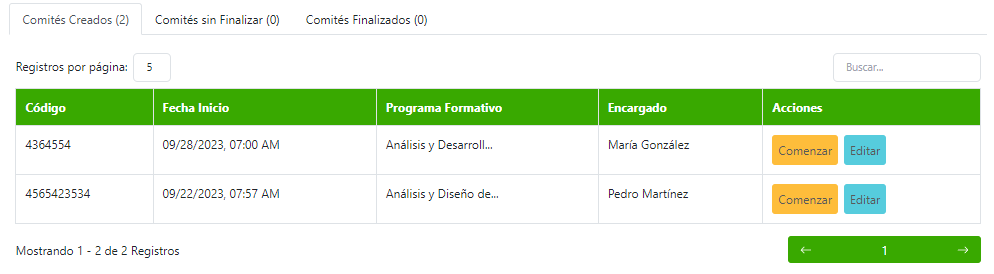 Comités Creados (2) Comités sin Finalizar (0) Comités Finalizados (0)
Registros por página: 5 Buscar...
Código Fecha Inicio Programa Formativo Encargado Acciones
4364554 09/28/2023, 07:00 AM Análisis y Desarroll... María González Comenzar Editar
4565423534 09/22/2023, 07:57 AM Análisis y Diseño de... Pedro Martínez Comenzar Editar
Mostrando 1 - 2 de 2 Registros ← 1 →